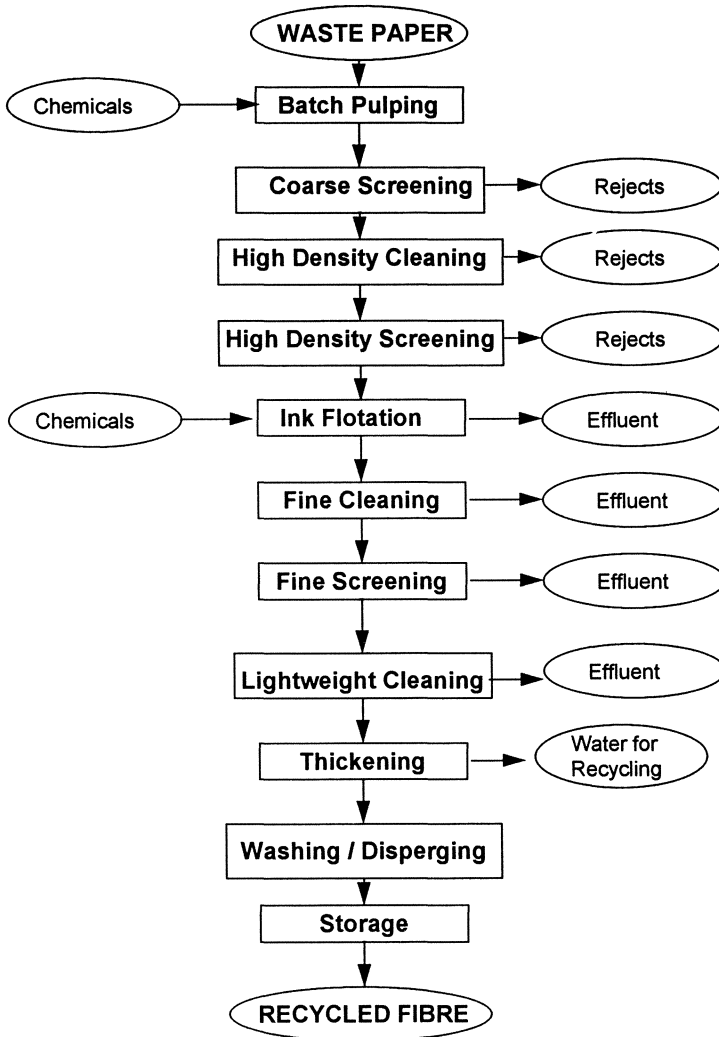 WASTE PAPER
Chemicals
Batch Pulping
Coarse Screening
Rejects
High Density Cleaning
Rejects
High Density Screening
Rejects
Chemicals
Ink Flotation
Effluent
Fine Cleaning
Effluent
Fine Screening
Effluent
Lightweight Cleaning
Effluent
Thickening
Water for
Recycling
Washing / Disperging
Storage
RECYCLED FIBRE